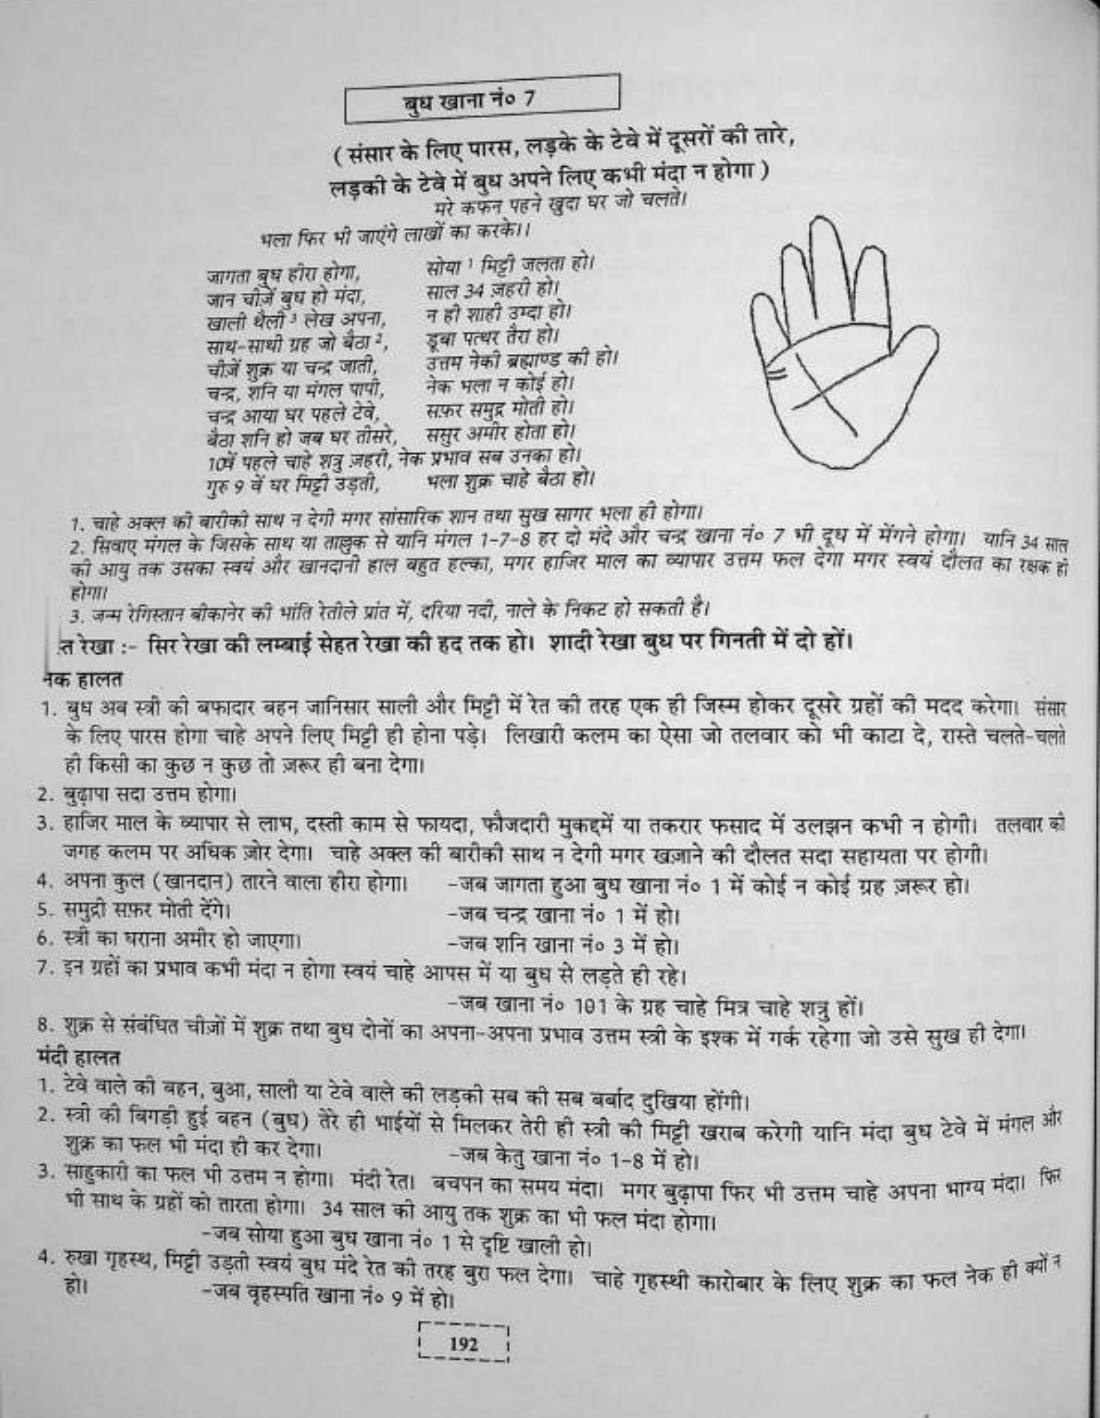 बुध खाना नं० 7
( संसार के लिए पारस, लड़के के टेवे में दूसरों की तारे,
लड़की के टेवे में बुध अपने लिए कभी मंदा न होगा )
मरे कफन पहने खुदा घर जो चलते।
भला फिर भी जाएंगे लाखों का करके।।
जागता बुध हीरा होगा, सोया ¹ मिट्टी जलता हो।
जान चीज़ें बुध हो मंदा, साल 34 ज़हरी हो।
खाली थैली ³ लेख अपना, न ही शाही उम्दा हो।
साथ-साथी ग्रह जो बैठा ², डूबा पत्थर तैरा हो।
चीज़ें शुक्र या चन्द्र जाती, उत्तम नेकी ब्रह्माण्ड की हो।
चन्द्र, शनि या मंगल पापी, नेक भला न कोई हो।
चन्द्र आया घर पहले टेवे, सफ़र समुद्र मोती हो।
बैठा शनि हो जब घर तीसरे, ससुर अमीर होता हो।
10वें पहले चाहे शत्रु ज़हरी, नेक प्रभाव सब उनका हो।
गुरु 9 वें घर मिट्टी उड़ती, भला शुक्र चाहे बैठा हो।
1. चाहे अक्ल की बारीकी साथ न देगी मगर सांसारिक शान तथा सुख सागर भला ही होगा।
2. सिवाए मंगल के जिसके साथ या ताल्लुक से यानि मंगल 1-7-8 हर दो मंदे और चन्द्र खाना नं० 7 भी दूध में मेंगने होगा। यानि 34 साल
की आयु तक उसका स्वयं और खानदानी हाल बहुत हल्का, मगर हाजिर माल का व्यापार उत्तम फल देगा मगर स्वयं दौलत का रक्षक ही
होगा।
3. जन्म रेगिस्तान बीकानेर की भांति रेतीले प्रांत में, दरिया नदी, नाले के निकट हो सकती है।
त रेखा :- सिर रेखा की लम्बाई सेहत रेखा की हद तक हो। शादी रेखा बुध पर गिनती में दो हों।
नेक हालत
1. बुध अब स्त्री की बफादार बहन जानिसार साली और मिट्टी में रेत की तरह एक ही जिस्म होकर दूसरे ग्रहों की मदद करेगा। संसार
के लिए पारस होगा चाहे अपने लिए मिट्टी ही होना पड़े। लिखारी कलम का ऐसा जो तलवार को भी काटा दे, रास्ते चलते-चलते
ही किसी का कुछ न कुछ तो ज़रूर ही बना देगा।
2. बुढ़ापा सदा उत्तम होगा।
3. हाजिर माल के व्यापार से लाभ, दस्ती काम से फायदा, फौजदारी मुकद्दमें या तकरार फसाद में उलझन कभी न होगी। तलवार की
जगह कलम पर अधिक ज़ोर देगा। चाहे अक्ल की बारीकी साथ न देगी मगर खज़ाने की दौलत सदा सहायता पर होगी।
4. अपना कुल (खानदान) तारने वाला हीरा होगा। -जब जागता हुआ बुध खाना नं० 1 में कोई न कोई ग्रह ज़रूर हो।
5. समुद्री सफ़र मोती देंगे। -जब चन्द्र खाना नं० 1 में हो।
6. स्त्री का घराना अमीर हो जाएगा। -जब शनि खाना नं० 3 में हो।
7. इन ग्रहों का प्रभाव कभी मंदा न होगा स्वयं चाहे आपस में या बुध से लड़ते ही रहे।
-जब खाना नं० 101 के ग्रह चाहे मित्र चाहे शत्रु हों।
8. शुक्र से संबंधित चीज़ों में शुक्र तथा बुध दोनों का अपना-अपना प्रभाव उत्तम स्त्री के इश्क में गर्क रहेगा जो उसे सुख ही देगा।
मंदी हालत
1. टेवे वाले की बहन, बुआ, साली या टेवे वाले की लड़की सब की सब बर्बाद दुखिया होंगी।
2. स्त्री की बिगड़ी हुई बहन (बुध) तेरे ही भाईयों से मिलकर तेरी ही स्त्री की मिट्टी खराब करेगी यानि मंदा बुध टेवे में मंगल और
शुक्र का फल भी मंदा ही कर देगा। -जब केतु खाना नं० 1-8 में हो।
3. साहुकारी का फल भी उत्तम न होगा। मंदी रेत। बचपन का समय मंदा। मगर बुढ़ापा फिर भी उत्तम चाहे अपना भाग्य मंदा। फिर
भी साथ के ग्रहों को तारता होगा। 34 साल की आयु तक शुक्र का भी फल मंदा होगा।
-जब सोया हुआ बुध खाना नं० 1 से दृष्टि खाली हो।
4. रुखा गृहस्थ, मिट्टी उड़ती स्वयं बुध मंदे रेत की तरह बुरा फल देगा। चाहे गृहस्थी कारोबार के लिए शुक्र का फल नेक ही क्यों न
हो। -जब वृहस्पति खाना नं० 9 में हो।
192